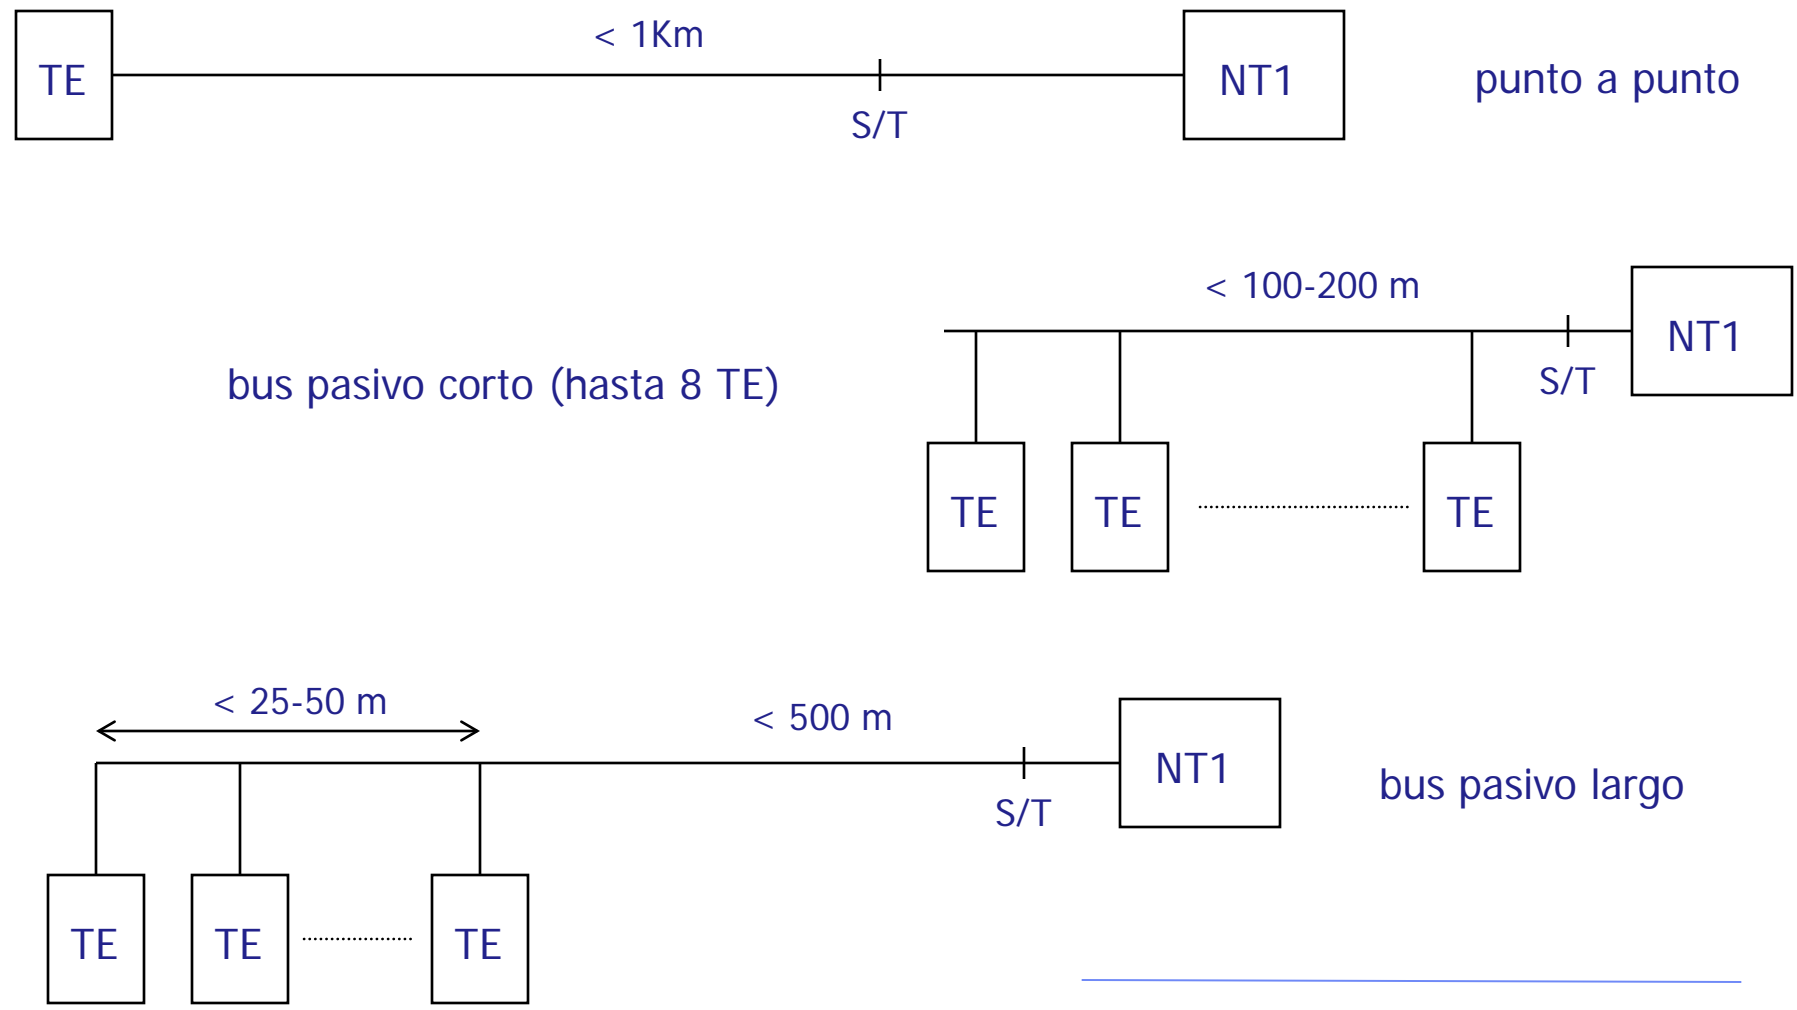 < 1Km
TE
NT1
punto a punto
S/T
< 100-200 m
NT1
S/T
bus pasivo corto (hasta 8 TE)
TE
TE
TE
< 25-50 m
< 500 m
NT1
bus pasivo largo
S/T
TE
TE
TE